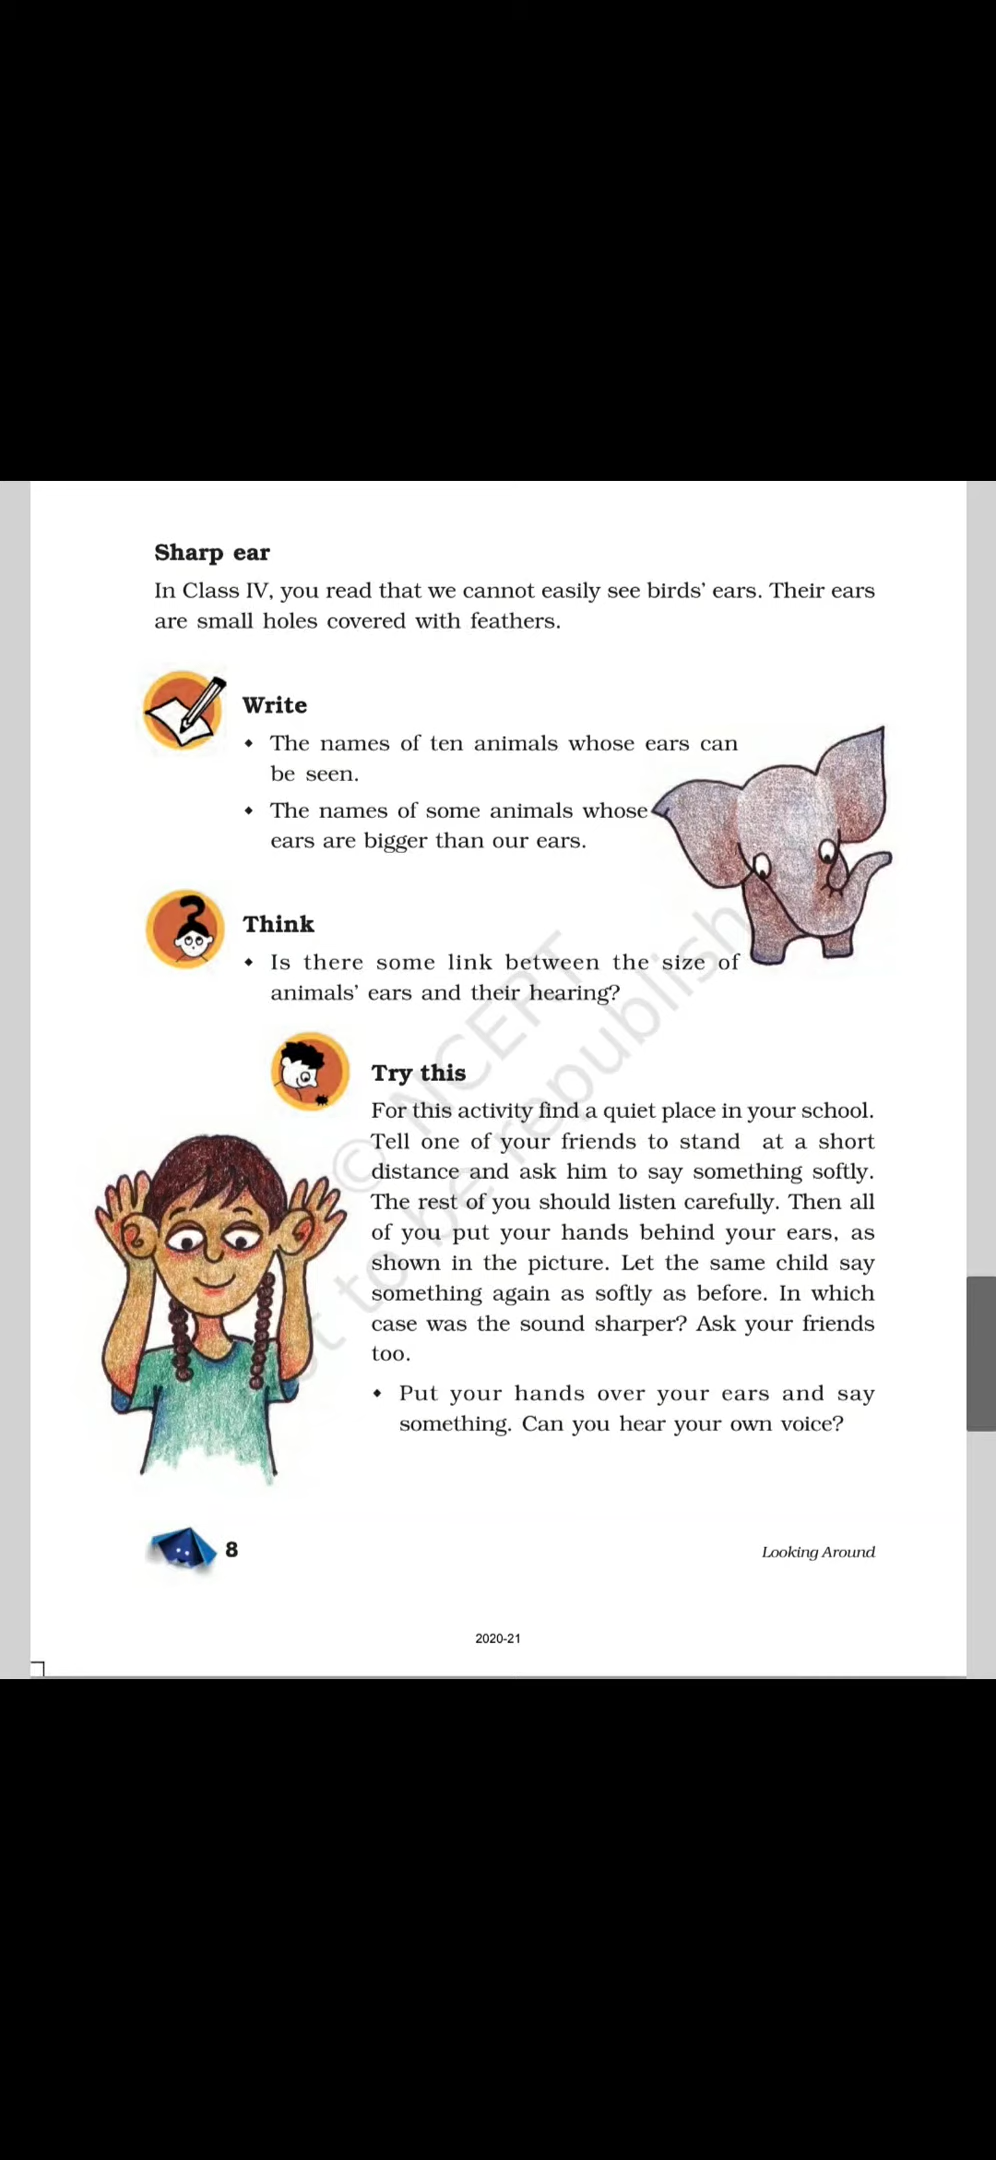 Sharp ear
In Class IV, you read that we cannot easily see birds’ ears. Their ears
are small holes covered with feathers.
Write
• The names of ten animals whose ears can
be seen.
• The names of some animals whose
ears are bigger than our ears.
Think
• Is there some link between the size of
animals’ ears and their hearing?
Try this
For this activity find a quiet place in your school.
Tell one of your friends to stand at a short
distance and ask him to say something softly.
The rest of you should listen carefully. Then all
of you put your hands behind your ears, as
shown in the picture. Let the same child say
something again as softly as before. In which
case was the sound sharper? Ask your friends
too.
• Put your hands over your ears and say
something. Can you hear your own voice?
© NCERT
not to be republished
8
Looking Around
2020-21